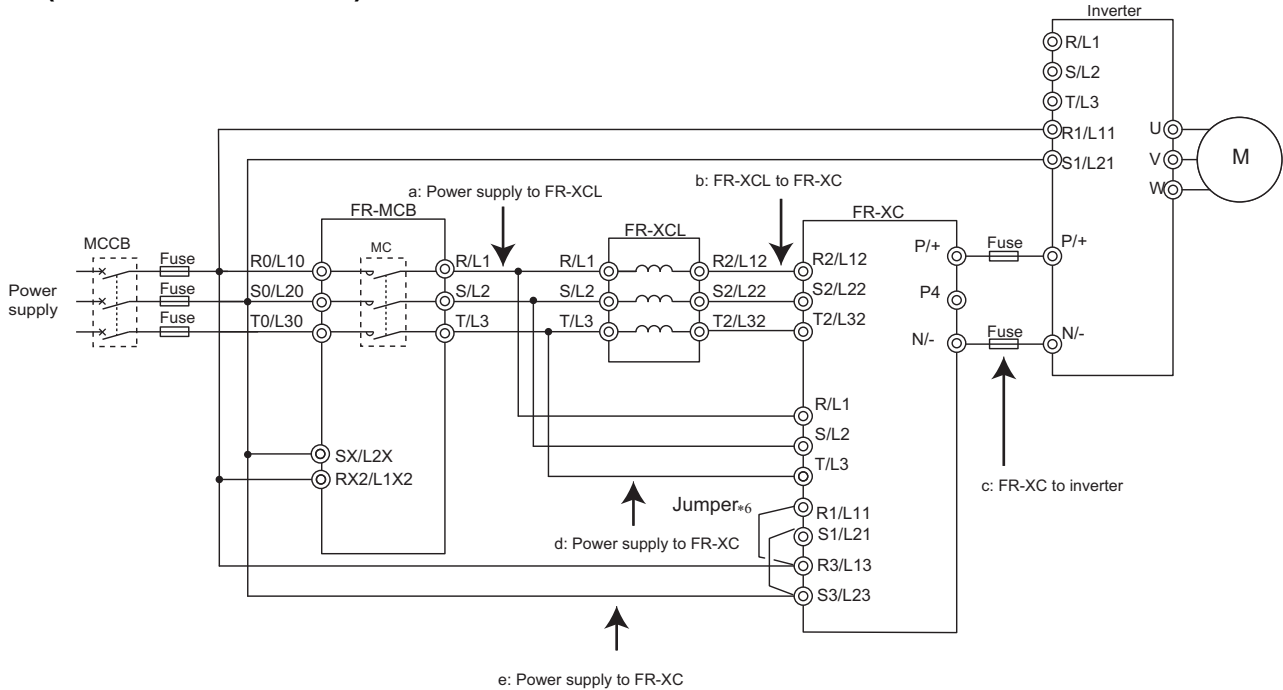 Inverter
R/L1
S/L2
T/L3
R1/L11
S1/L21
U
V
W
M
P/+
N/-
a: Power supply to FR-XCL
b: FR-XCL to FR-XC
FR-MCB
FR-XCL
FR-XC
MCCB
MC
Power
supply
Fuse
Fuse
Fuse
R0/L10
S0/L20
T0/L30
R/L1
S/L2
T/L3
R/L1
S/L2
T/L3
R2/L12
S2/L22
T2/L32
R2/L12
S2/L22
T2/L32
P/+
P4
N/-
Fuse
Fuse
SX/L2X
RX2/L1X2
R/L1
S/L2
T/L3
Jumper*6
R1/L11
S1/L21
R3/L13
S3/L23
c: FR-XC to inverter
d: Power supply to FR-XC
e: Power supply to FR-XC